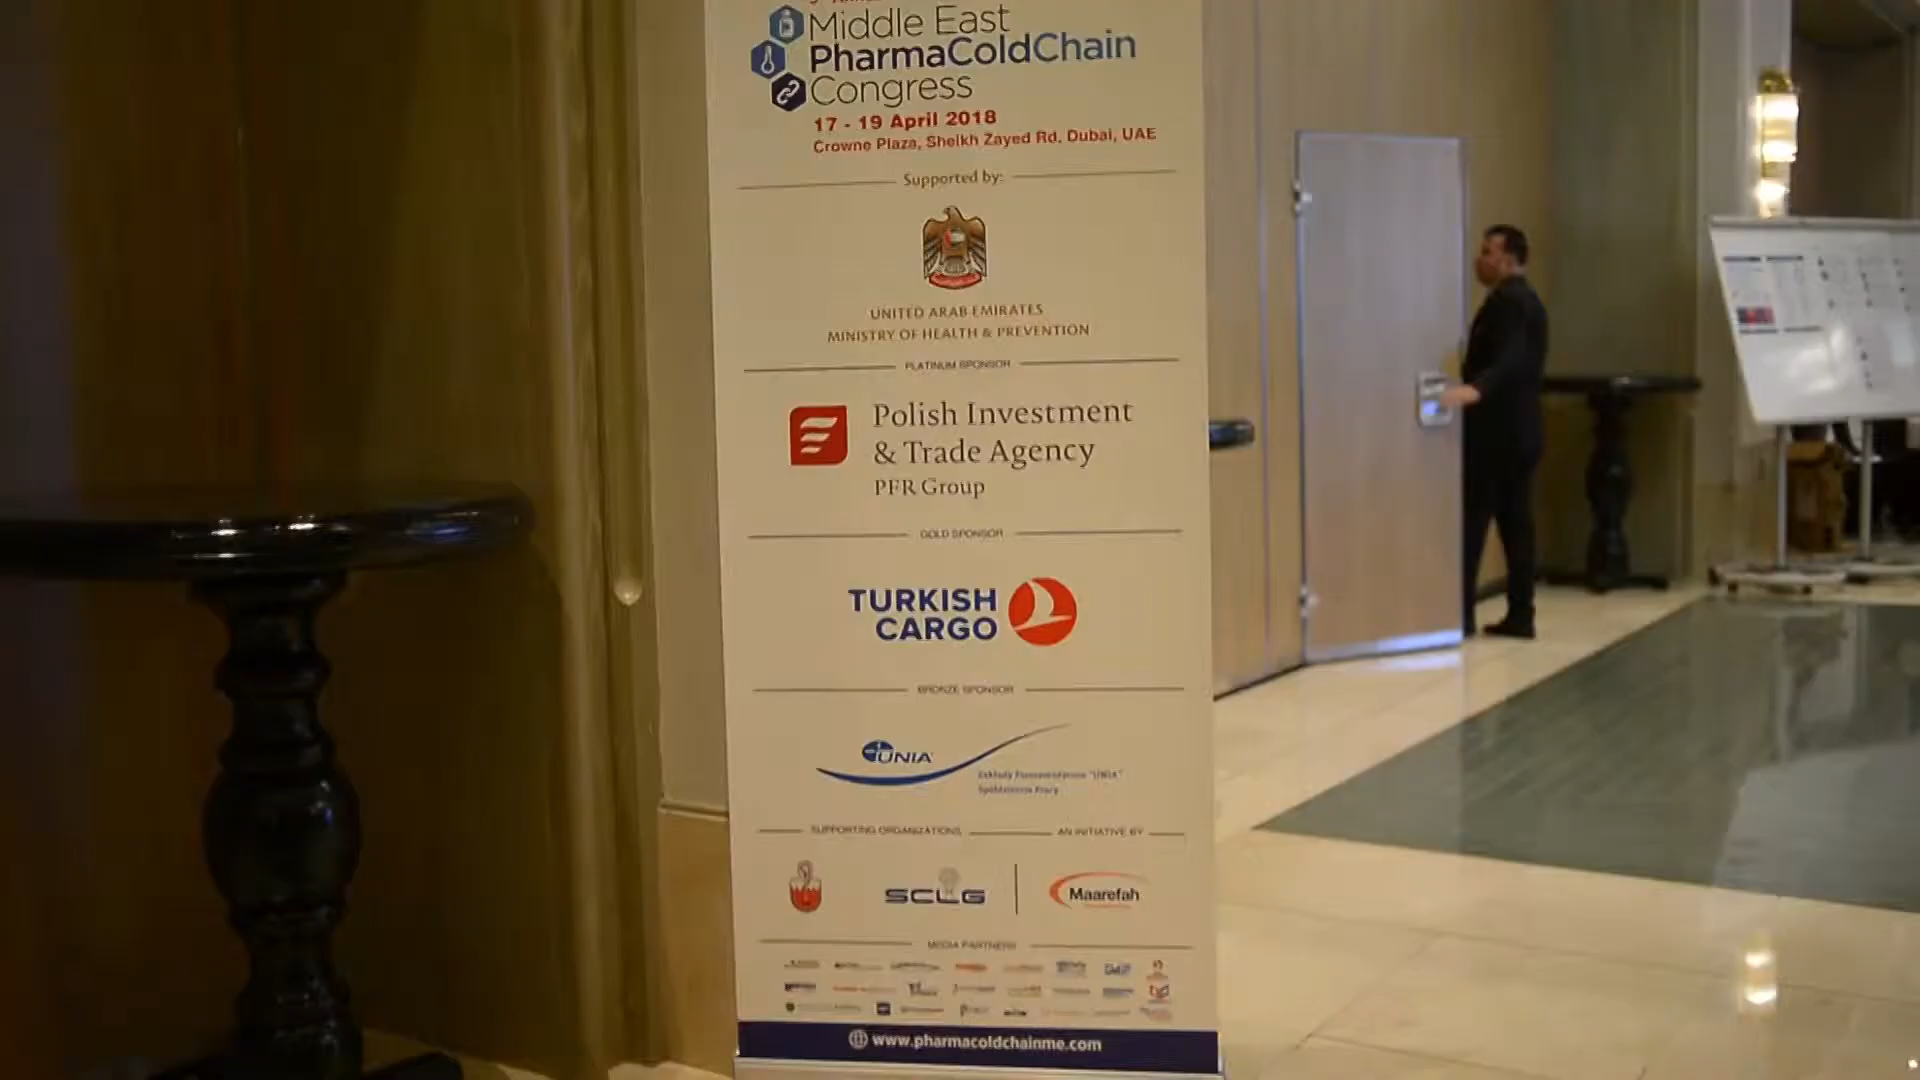 Middle East
PharmaColdChain
Congress
17 - 19 April 2018
Crowne Plaza, Sheikh Zayed Rd, Dubai, UAE
Supported by:
UNITED ARAB EMIRATES
MINISTRY OF HEALTH & PREVENTION
PLATINUM SPONSOR
Polish Investment
& Trade Agency
PFR Group
GOLD SPONSOR
TURKISH
CARGO
BRONZE SPONSOR
UNIA
"UNIA"
Pracy
SUPPORTING ORGANIZATIONS
AN INITIATIVE BY
SCLG
Maarefah
MEDIA PARTNERS
www.pharmacoldchainme.com